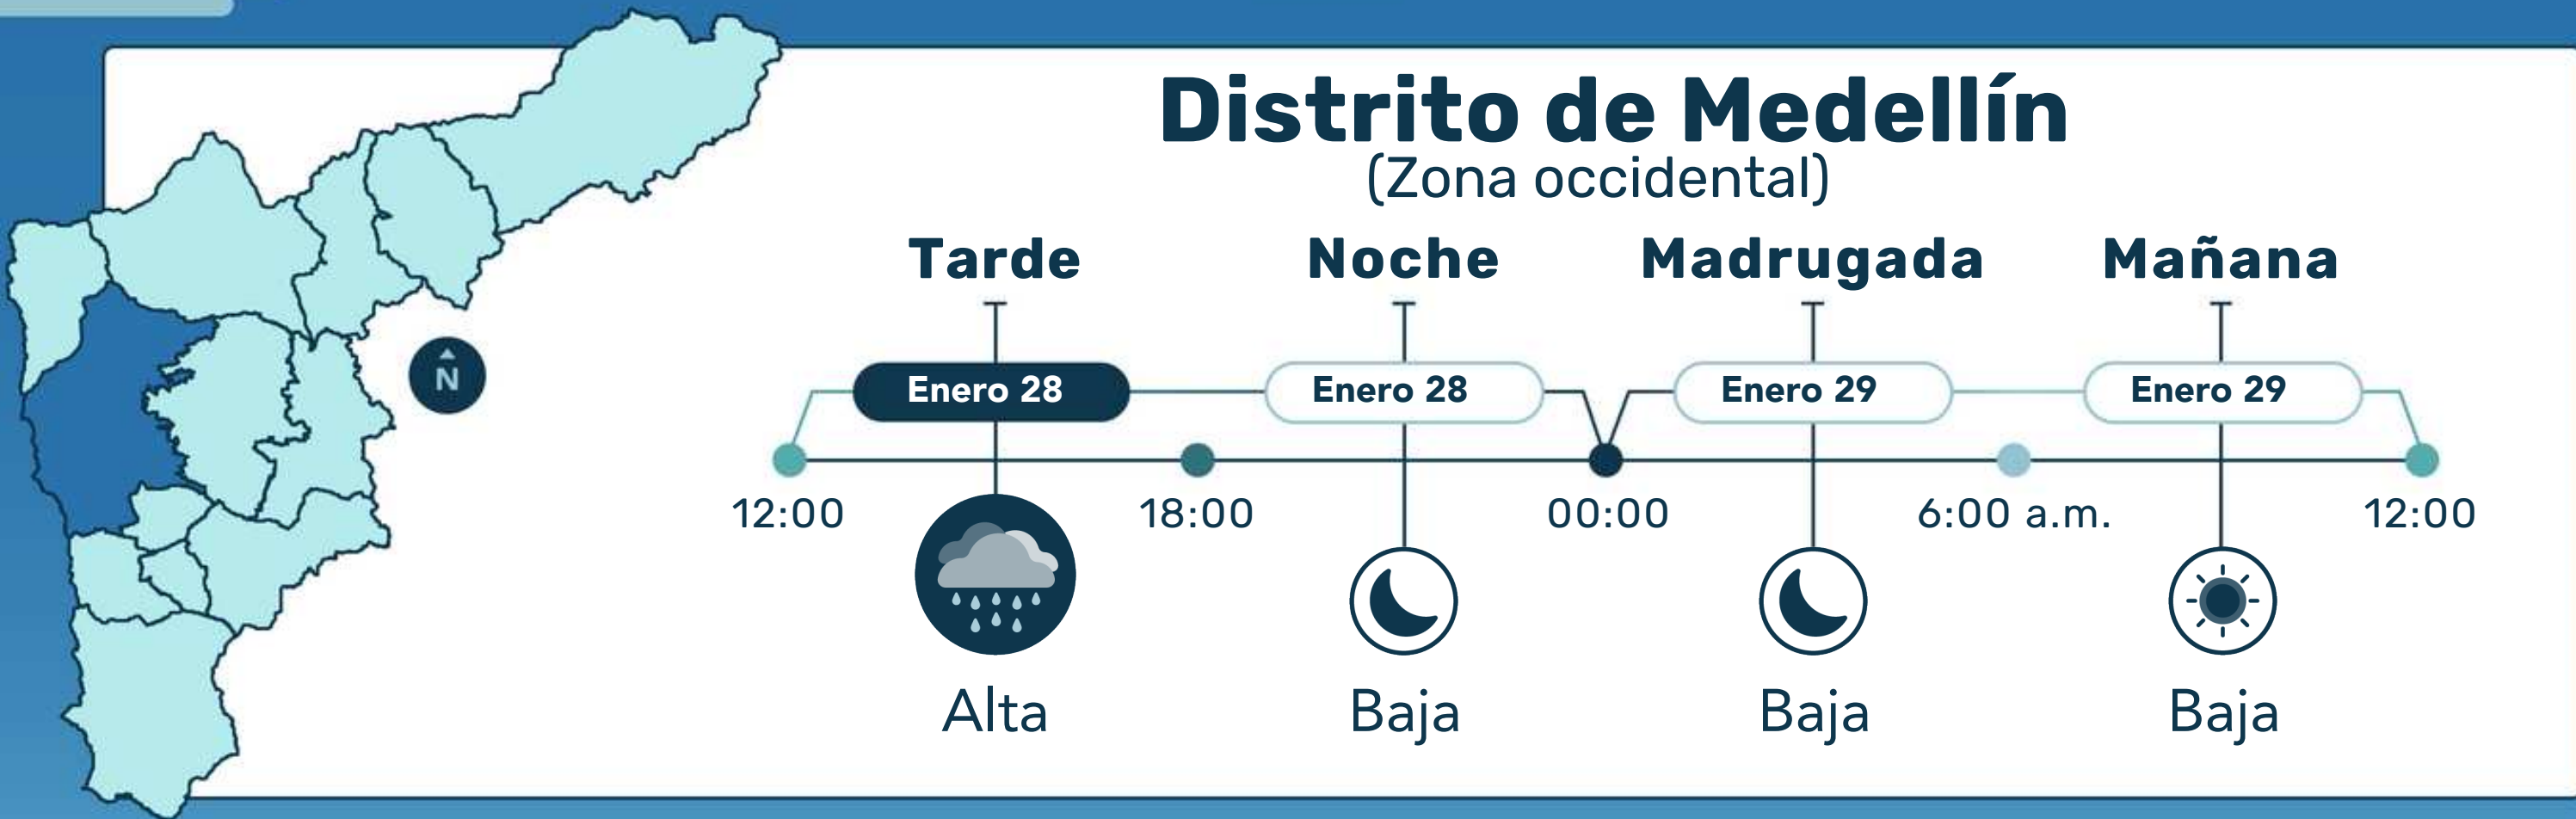 Distrito de Medellín
(Zona occidental)
Tarde Noche Madrugada Mañana
N
Enero 28 Enero 28 Enero 29 Enero 29
12:00 18:00 00:00 6:00 a.m. 12:00
Alta Baja Baja Baja